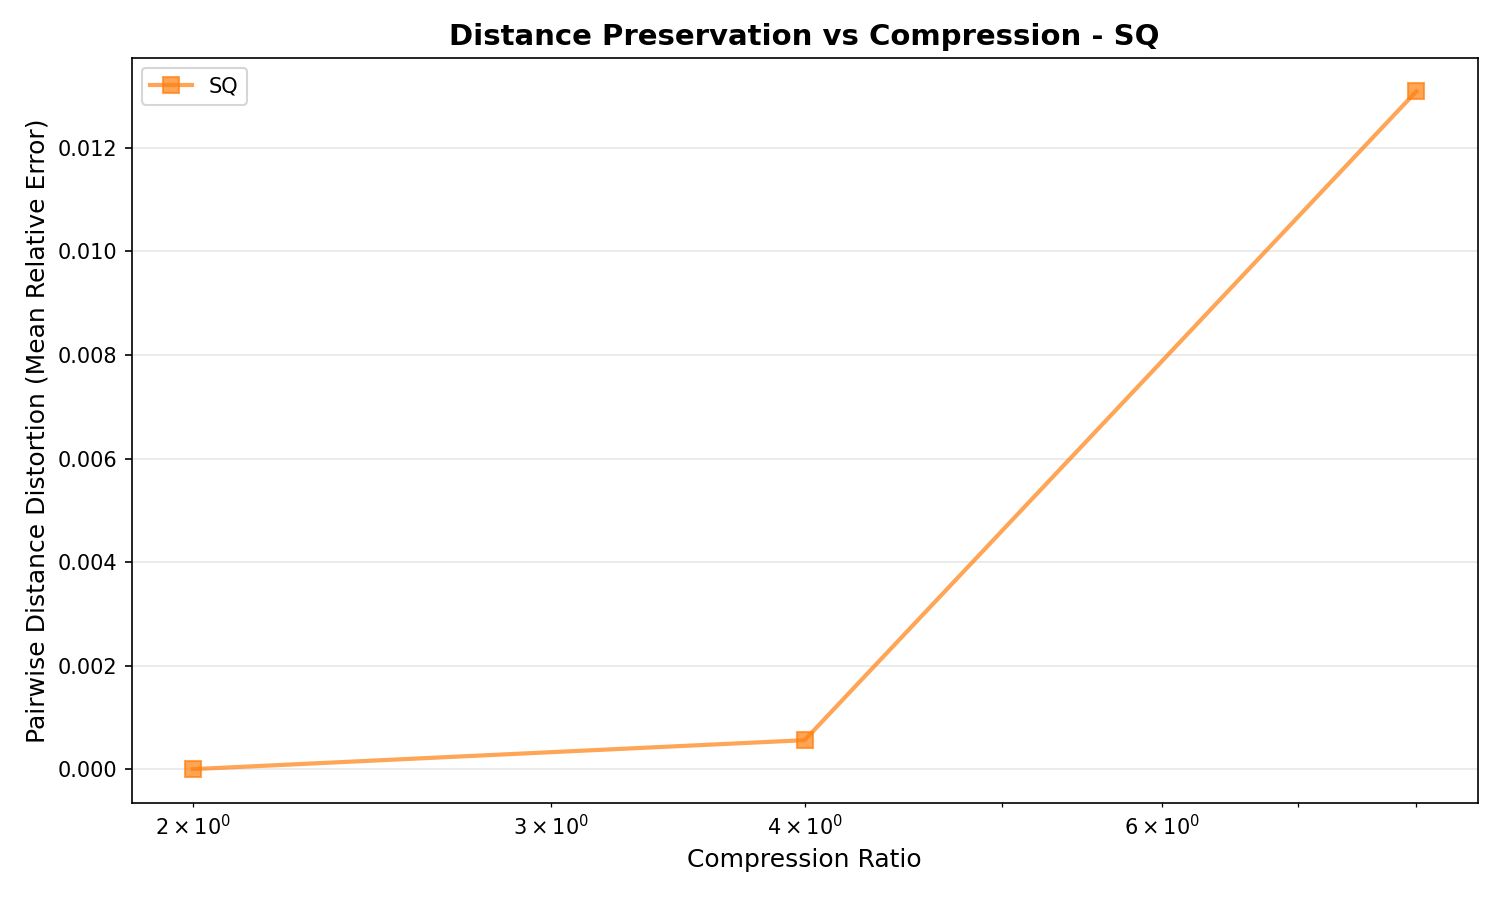 Distance Preservation vs Compression - SQ
SQ
Pairwise Distance Distortion (Mean Relative Error)
0.012
0.010
0.008
0.006
0.004
0.002
0.000
2 × 10⁰
3 × 10⁰
4 × 10⁰
6 × 10⁰
Compression Ratio